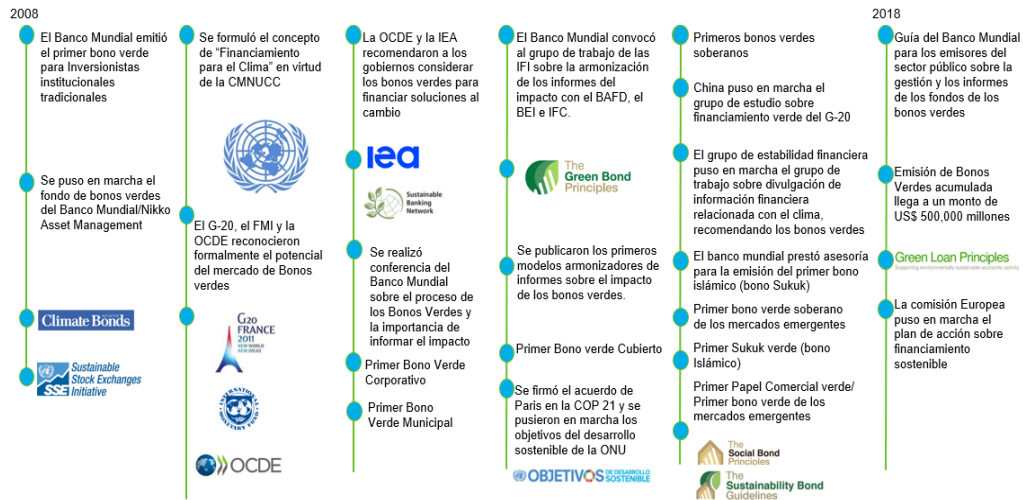 2008
El Banco Mundial emitió
el primer bono verde
para Inversionistas
institucionales
tradicionales
Se puso en marcha el
fondo de bonos verdes
del Banco Mundial/Nikko
Asset Management
Climate Bonds
SSE
Sustainable
Stock Exchanges
Initiative
Se formuló el concepto
de “Financiamiento
para el Clima” en virtud
de la CMNUCC
El G-20, el FMI y la
OCDE reconocieron
formalmente el potencial
del mercado de Bonos
verdes
G20
FRANCE
2011
NEW WORLD
NEW IDEAS
INTERNATIONAL
MONETARY FUND
OCDE
La OCDE y la IEA
recomendaron a los
gobiernos considerar
los bonos verdes para
financiar soluciones al
cambio
iea
Sustainable
Banking
Network
Se realizó
conferencia del
Banco Mundial
sobre el proceso de
los Bonos Verdes y
la importancia de
informar el impacto
Primer Bono Verde
Corporativo
Primer Bono
Verde Municipal
El Banco Mundial convocó
al grupo de trabajo de las
IFI sobre la armonización
de los informes del
impacto con el BAFD, el
BEI e IFC.
The
Green Bond
Principles
Se publicaron los primeros
modelos armonizadores de
informes sobre el impacto
de los bonos verdes.
Primer Bono verde Cubierto
Se firmó el acuerdo de
Paris en la COP 21 y se
pusieron en marcha los
objetivos del desarrollo
sostenible de la ONU
OBJETIVOS DE DESARROLLO
SOSTENIBLE
Primeros bonos verdes
soberanos
China puso en marcha el
grupo de estudio sobre
financiamiento verde del G-20
El grupo de estabilidad financiera
puso en marcha el grupo de
trabajo sobre divulgación de
información financiera
relacionada con el clima,
recomendando los bonos verdes
El banco mundial prestó asesoría
para la emisión del primer bono
islámico (bono Sukuk)
Primer bono verde soberano
de los mercados emergentes
Primer Sukuk verde (bono
Islámico)
Primer Papel Comercial verde/
Primer bono verde de los
mercados emergentes
The
Social Bond
Principles
The
Sustainability Bond
Guidelines
2018
Guía del Banco Mundial
para los emisores del
sector público sobre la
gestión y los informes
de los fondos de los
bonos verdes
Emisión de Bonos
Verdes acumulada
llega a un monto de
US$ 500,000 millones
Green Loan Principles
Supporting environmentally sustainable economic activity
La comisión Europea
puso en marcha el
plan de acción sobre
financiamiento
sostenible